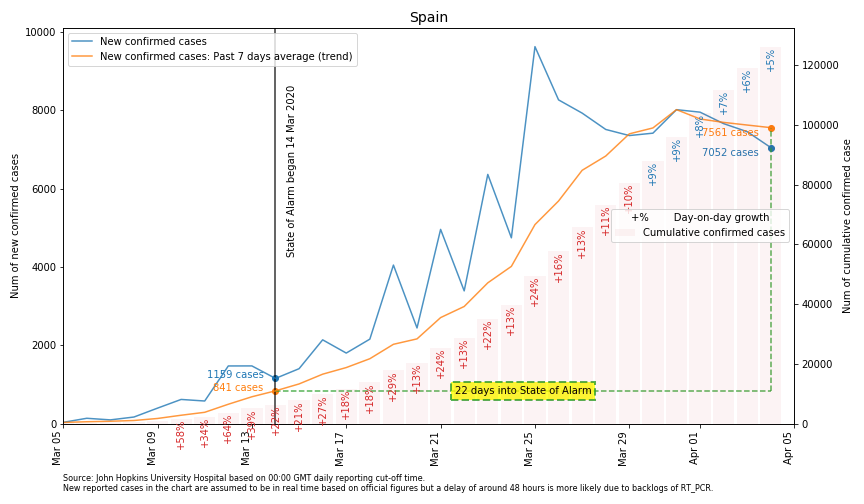 Spain
New confirmed cases
New confirmed cases: Past 7 days average (trend)
10000
8000
6000
4000
2000
0
Num of new confirmed cases
120000
100000
80000
60000
40000
20000
0
Num of cumulative confirmed case
State of Alarm began 14 Mar 2020
1159 cases
841 cases
7561 cases
7052 cases
+% Day-on-day growth
Cumulative confirmed cases
22 days into State of Alarm
+58%
+34%
+64%
+39%
+22%
+21%
+27%
+18%
+18%
+29%
+13%
+24%
+13%
+22%
+13%
+24%
+16%
+13%
+11%
+10%
+9%
+9%
+8%
+7%
+6%
+5%
Mar 05
Mar 09
Mar 13
Mar 17
Mar 21
Mar 25
Mar 29
Apr 01
Apr 05
Source: John Hopkins University Hospital based on 00:00 GMT daily reporting cut-off time.
New reported cases in the chart are assumed to be in real time based on official figures but a delay of around 48 hours is more likely due to backlogs of RT_PCR.